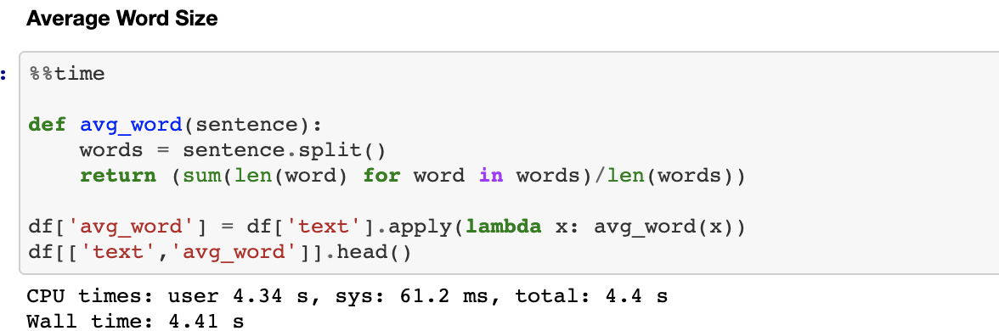 Average Word Size
:
%%time
def avg_word(sentence):
    words = sentence.split()
    return (sum(len(word) for word in words)/len(words))
df['avg_word'] = df['text'].apply(lambda x: avg_word(x))
df[['text','avg_word']].head()
CPU times: user 4.34 s, sys: 61.2 ms, total: 4.4 s
Wall time: 4.41 s